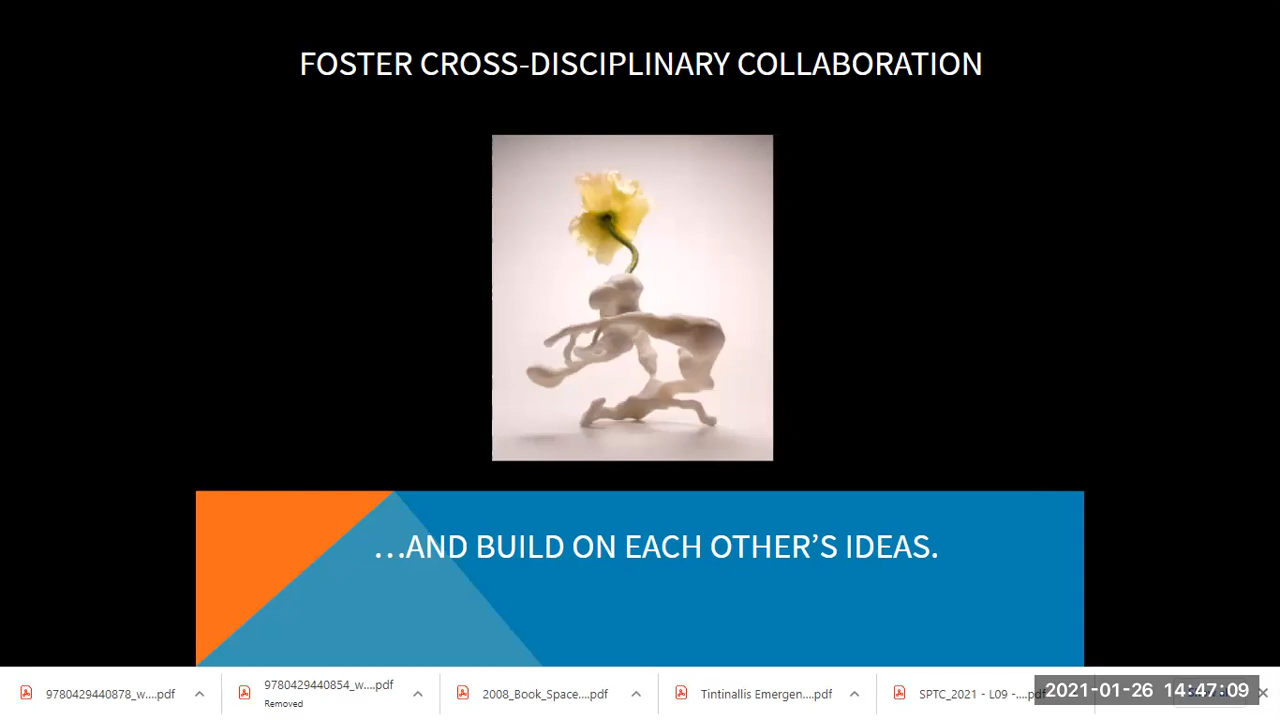 FOSTER CROSS-DISCIPLINARY COLLABORATION
…AND BUILD ON EACH OTHER’S IDEAS.
9780429440878_w....pdf
9780429440854_w....pdf
Removed
2008_Book_Space....pdf
Tintinallis Emergen....pdf
SPTC_2021 - L09 -....pdf
2021-01-26 14:47:09